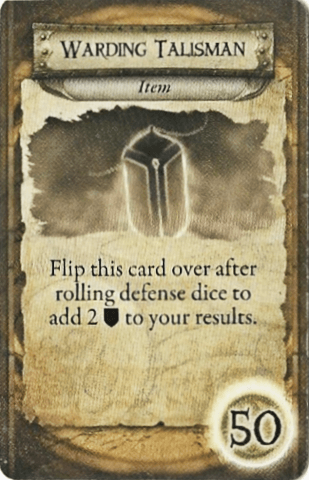 WARDING TALISMAN
Item
Flip this card over after
rolling defense dice to
add 2 to your results.
50